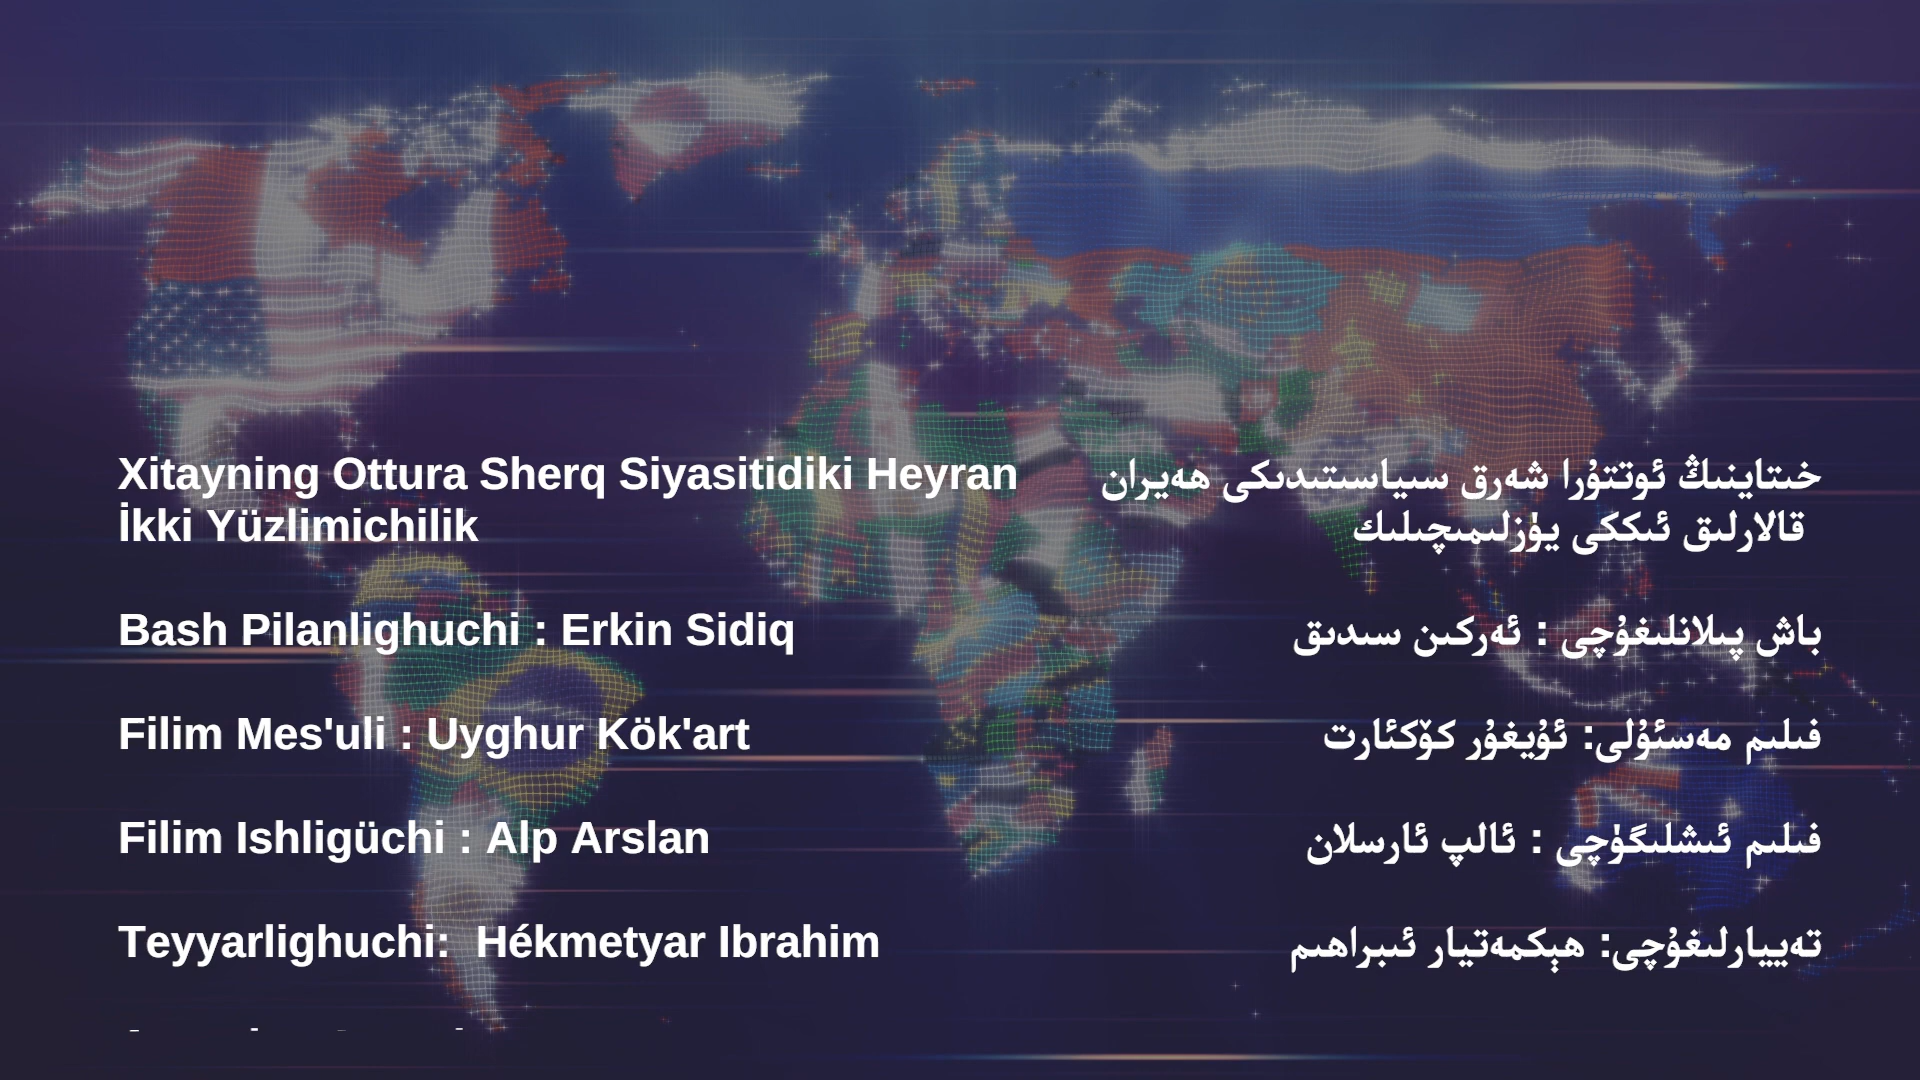 Xitayning Ottura Sherq Siyasitidiki Heyran
İkki Yüzlimichilik
Bash Pilanlighuchi : Erkin Sidiq
Filim Mes'uli : Uyghur Kök'art
Filim Ishligüchi : Alp Arslan
Teyyarlighuchi: Hékmetyar Ibrahim
خىتاينىڭ ئوتتۇرا شەرق سىياسىتىدىكى ھەيران
قالارلىق ئىككى يۈزلىمىچىلىك
باش پىلانلىغۇچى : ئەركىن سىدىق
فىلىم مەسئۇلى: ئۇيغۇر كۆكئارت
فىلىم ئىشلىگۈچى : ئالپ ئارسلان
تەييارلىغۇچى: ھېكمەتيار ئىبراھىم